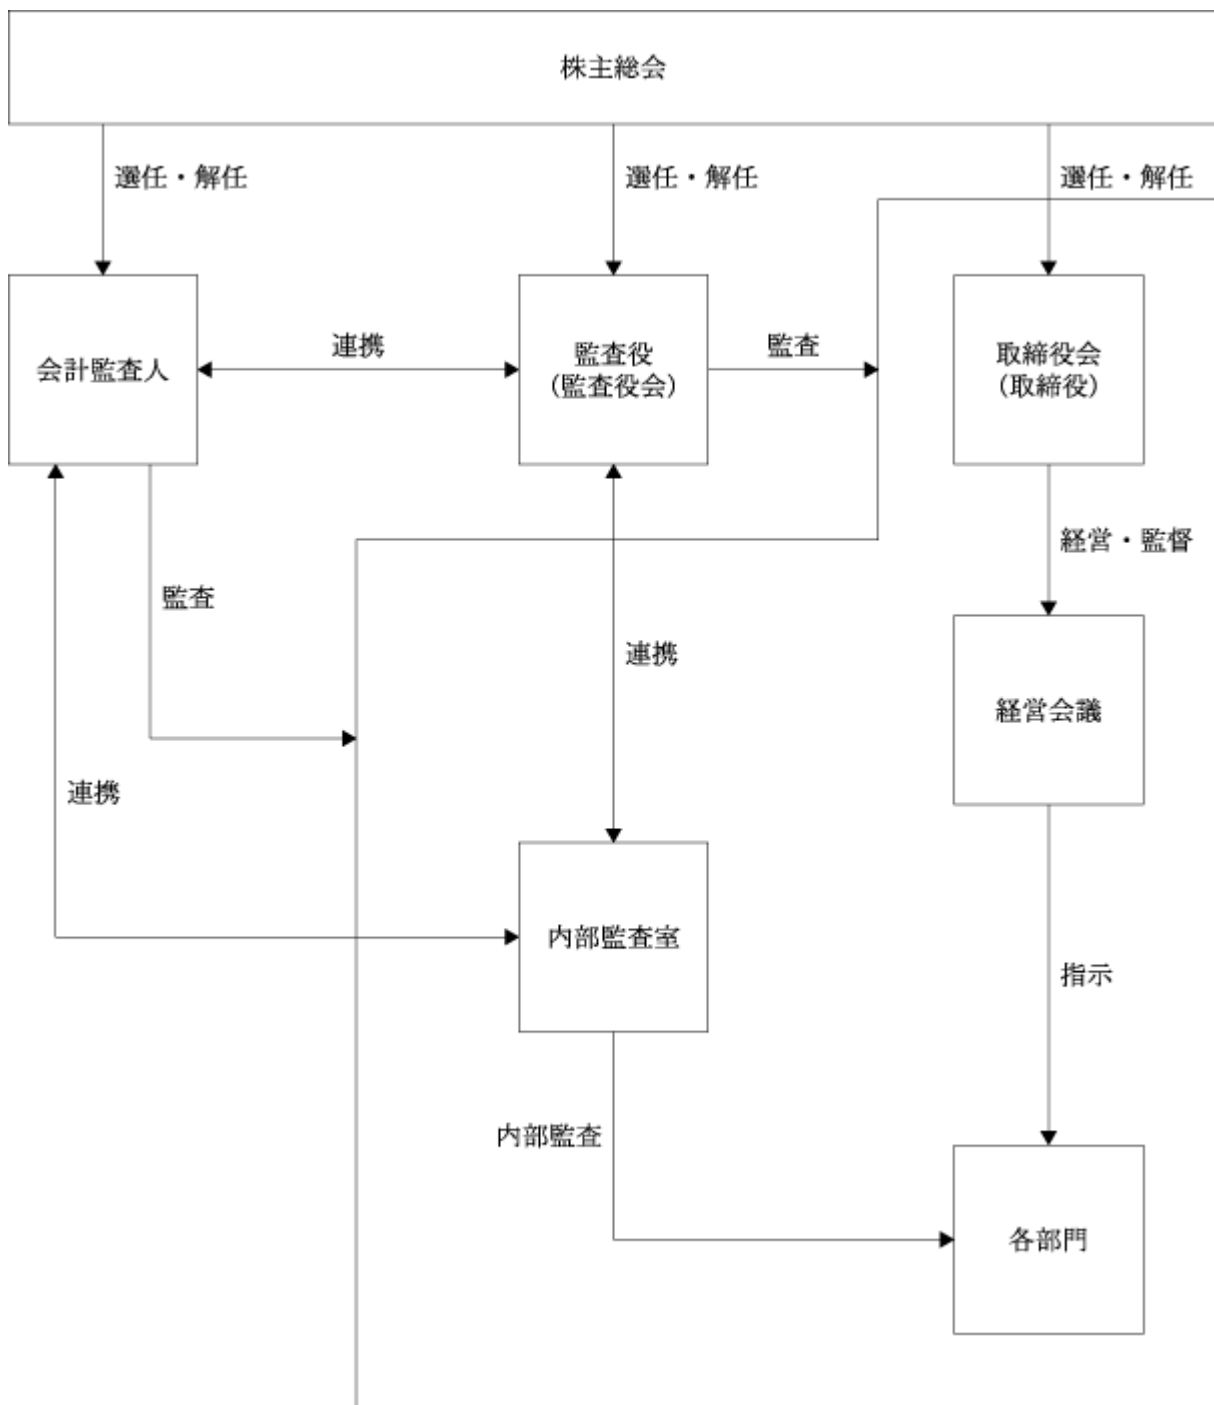 株主総会
選任・解任
選任・解任
選任・解任
会計監査人
連携
監査役
(監査役会)
監査
取締役会
(取締役)
経営・監督
監査
連携
経営会議
連携
内部監査室
指示
内部監査
各部門